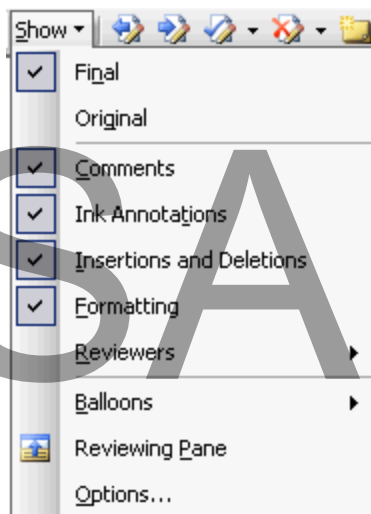 Show
Final
Original
Comments
Ink Annotations
Insertions and Deletions
Formatting
Reviewers
Balloons
Reviewing Pane
Options...
SA